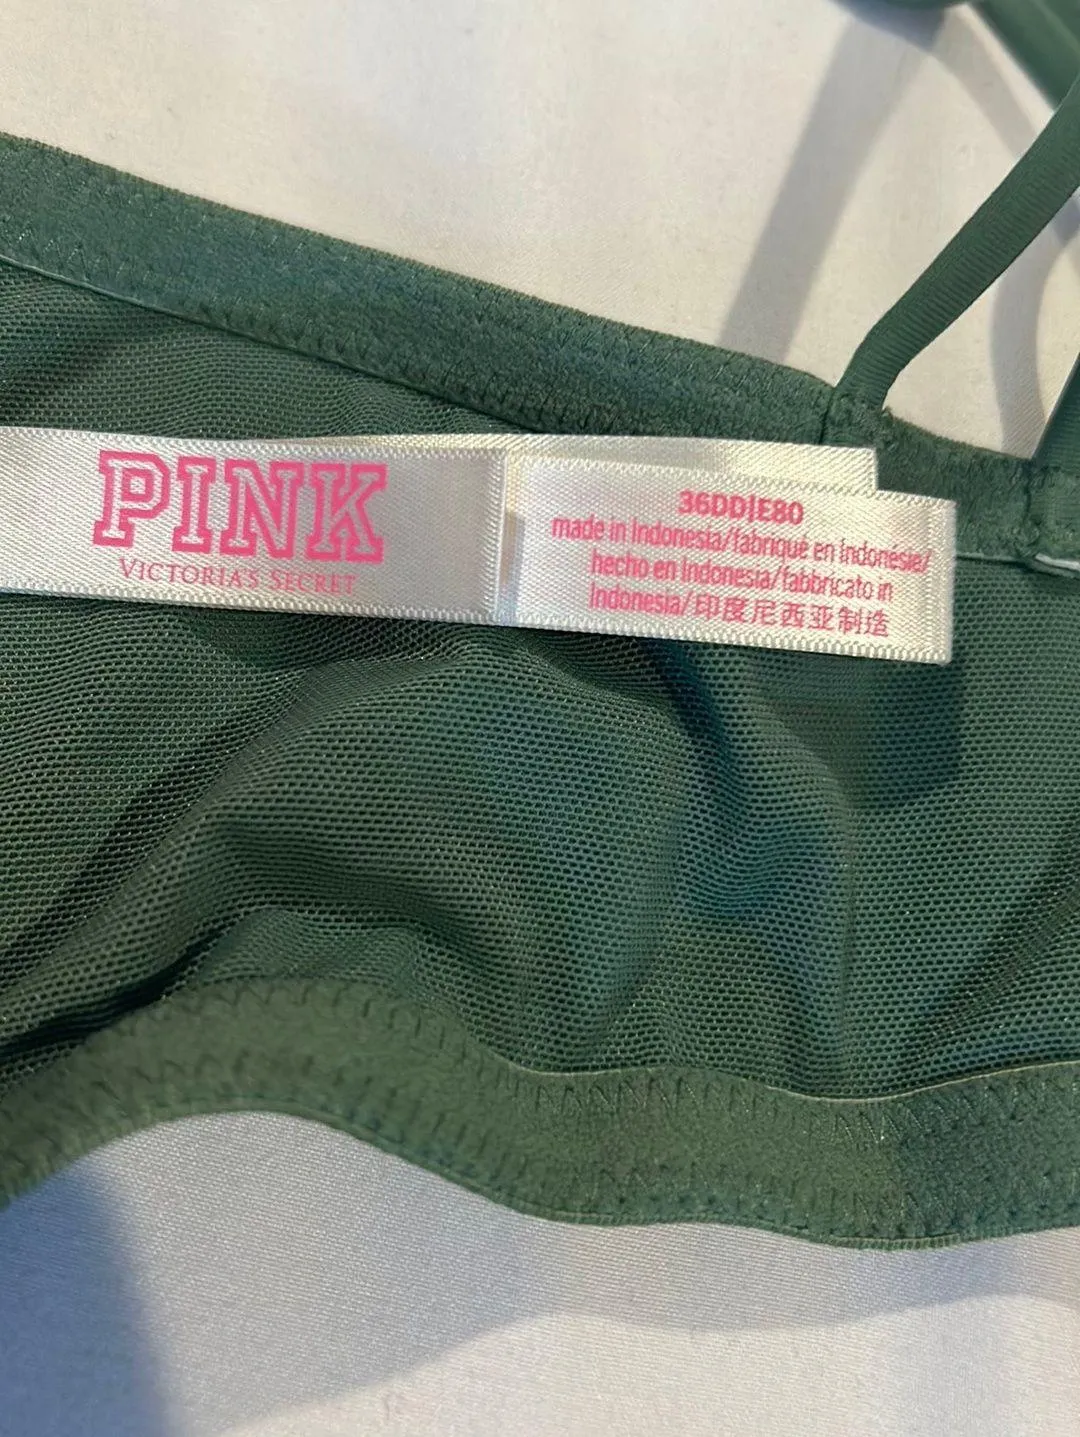 PINK
VICTORIA'S SECRET
36DD|E80
made in Indonesia/fabriqué en Indonésie/
hecho en Indonesia/fabbricato in
Indonesia/印度尼西亚制造